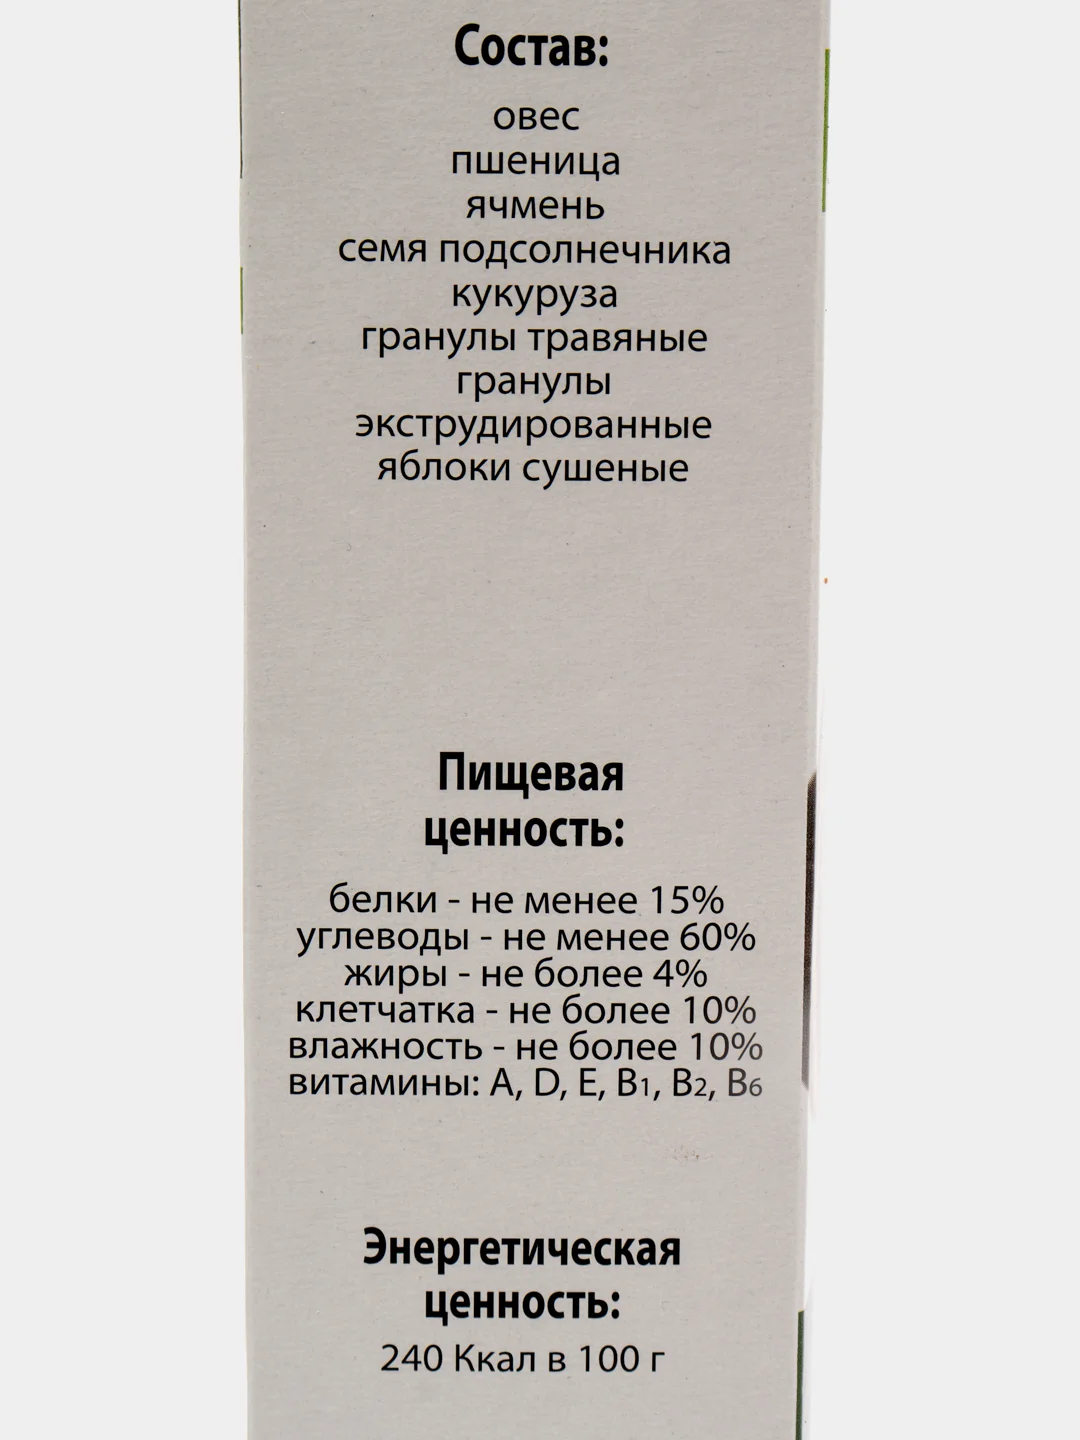 Состав:
овес
пшеница
ячмень
семя подсолнечника
кукуруза
гранулы травяные
гранулы
экструдированные
яблоки сушеные
Пищевая
ценность:
белки - не менее 15%
углеводы - не менее 60%
жиры - не более 4%
клетчатка - не более 10%
влажность - не более 10%
витамины: A, D, E, B1, B2, B6
Энергетическая
ценность:
240 Ккал в 100 г